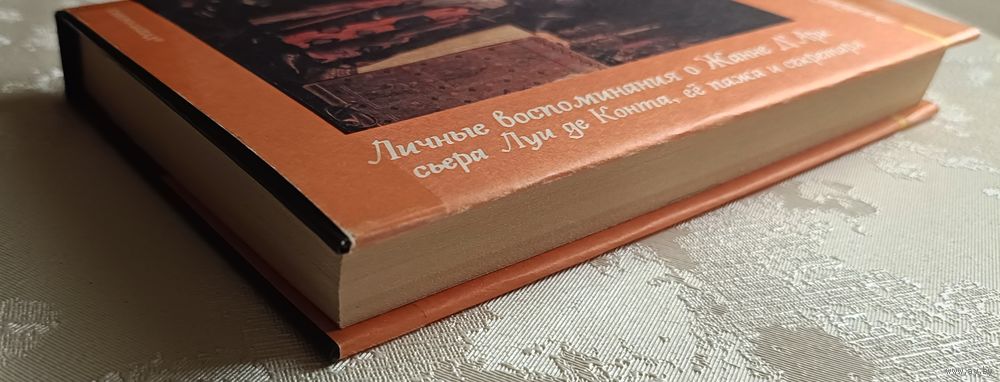 Личные воспоминания о Жанне Д'Арк
сьера Луи де Конта, её пажа и секретаря